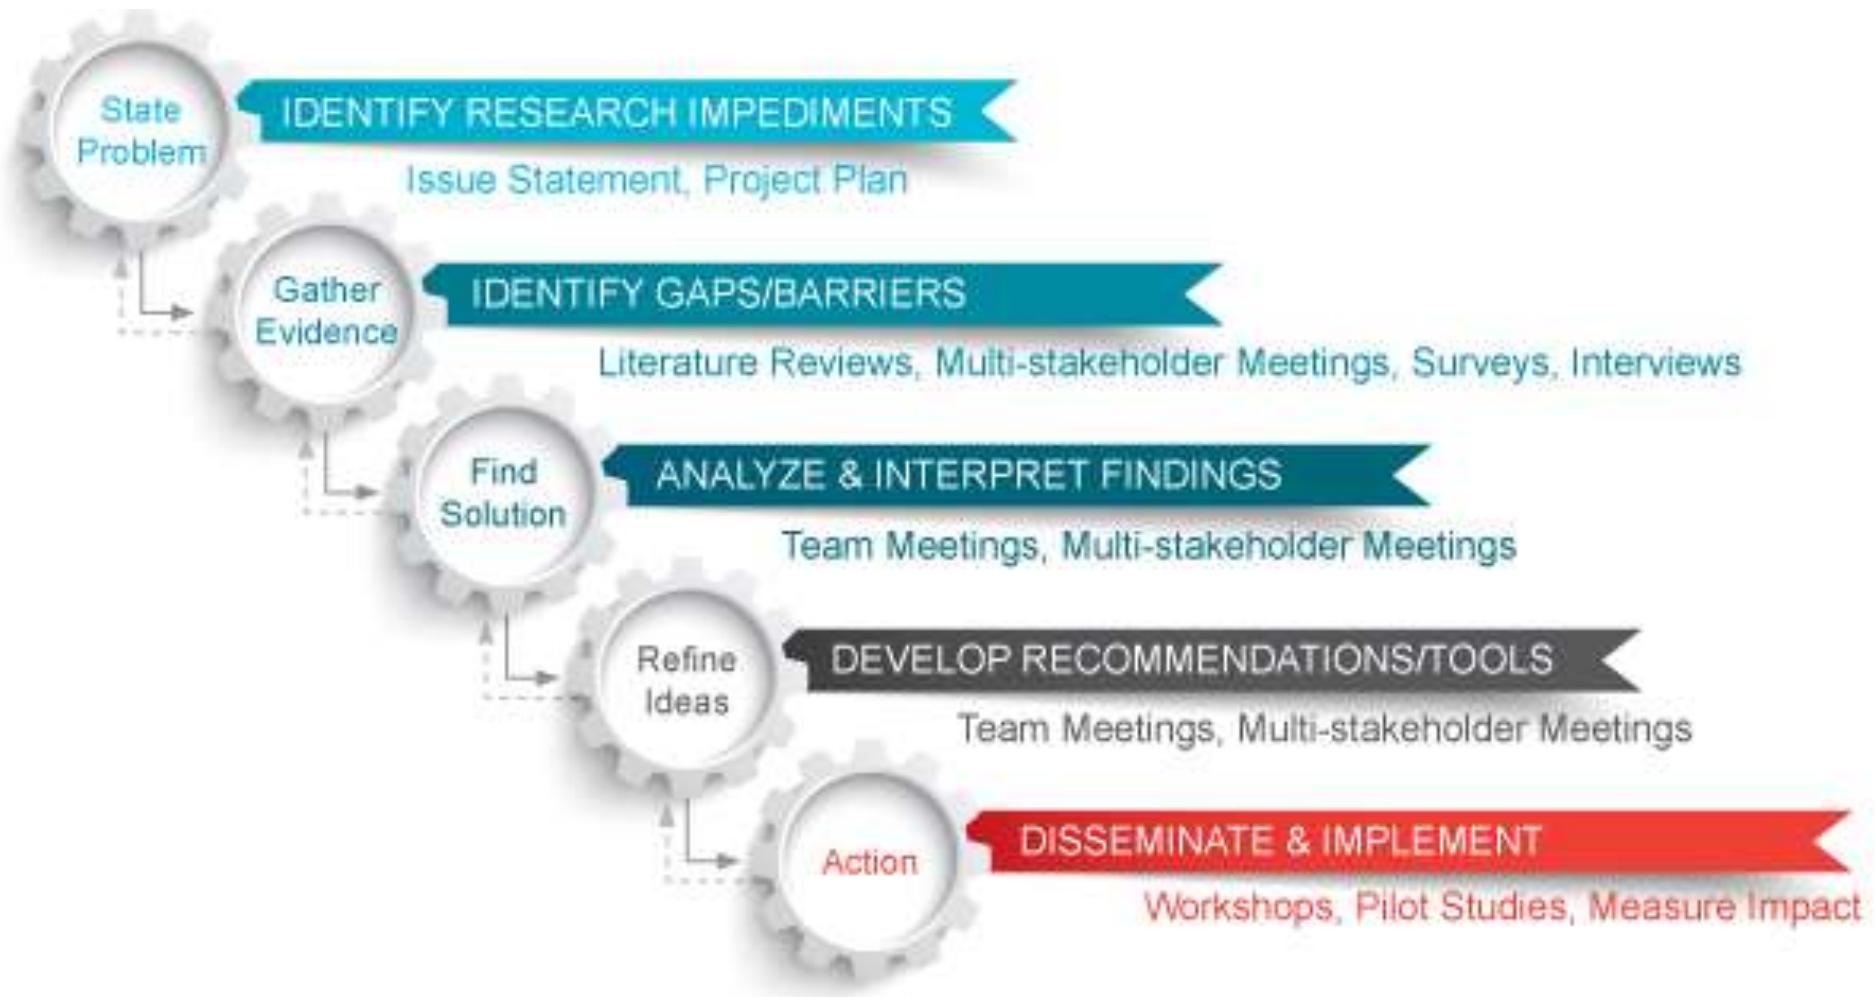 State
Problem
IDENTIFY RESEARCH IMPEDIMENTS
Issue Statement, Project Plan
Gather
Evidence
IDENTIFY GAPS/BARRIERS
Literature Reviews, Multi-stakeholder Meetings, Surveys, Interviews
Find
Solution
ANALYZE & INTERPRET FINDINGS
Team Meetings, Multi-stakeholder Meetings
Refine
Ideas
DEVELOP RECOMMENDATIONS/TOOLS
Team Meetings, Multi-stakeholder Meetings
Action
DISSEMINATE & IMPLEMENT
Workshops, Pilot Studies, Measure Impact